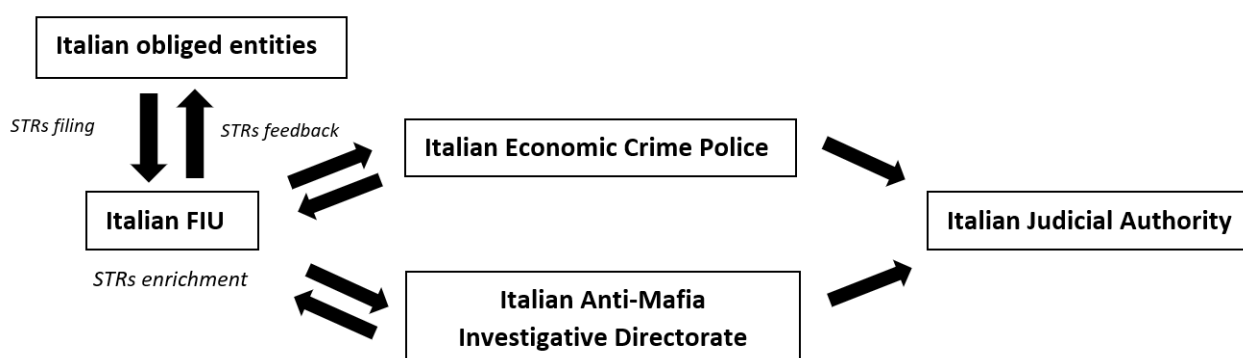 Italian obliged entities
STRs filing
STRs feedback
Italian Economic Crime Police
Italian FIU
Italian Judicial Authority
STRs enrichment
Italian Anti-Mafia
Investigative Directorate